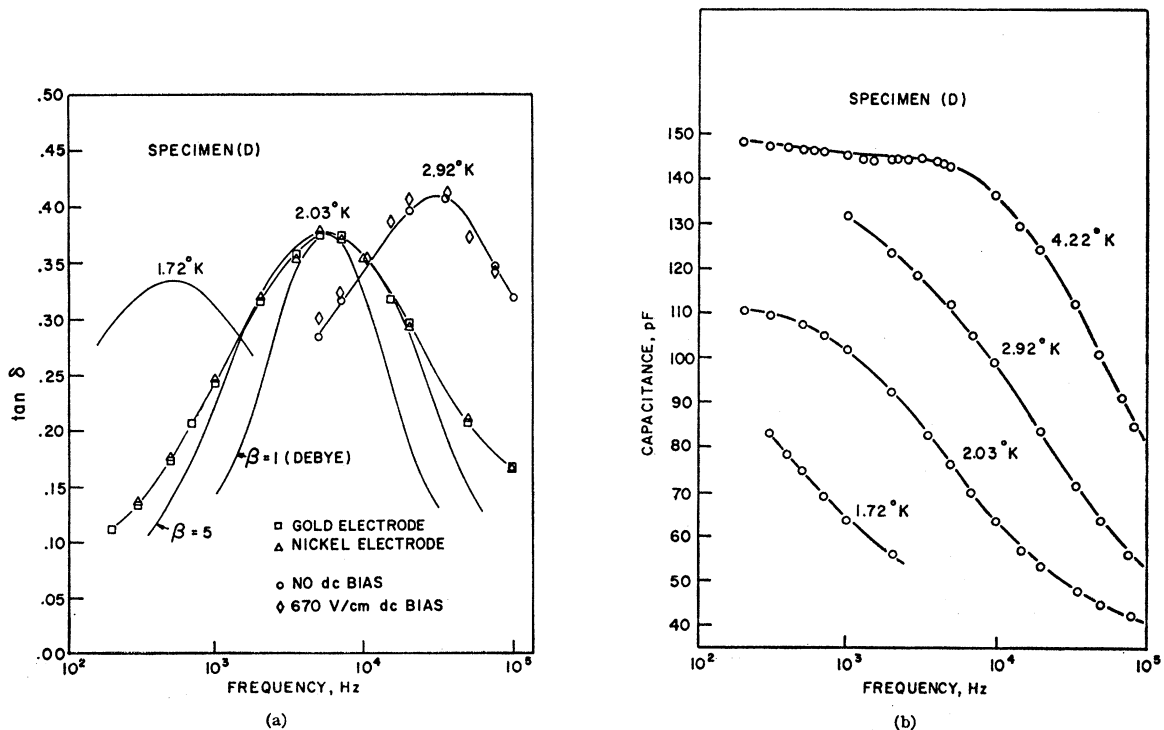 .50
.45
.40
.35
.30
.25
.20
.15
.10
.05
.00
tan δ
10² 10³ 10⁴ 10⁵
FREQUENCY, Hz
SPECIMEN(D)
1.72°K
2.03°K
2.92°K
β=1 (DEBYE)
β=5
GOLD ELECTRODE
NICKEL ELECTRODE
NO dc BIAS
670 V/cm dc BIAS
(a)
150
140
130
120
110
100
90
80
70
60
50
40
CAPACITANCE, pF
10² 10³ 10⁴ 10⁵
FREQUENCY, Hz
SPECIMEN (D)
4.22°K
2.92°K
2.03°K
1.72°K
(b)